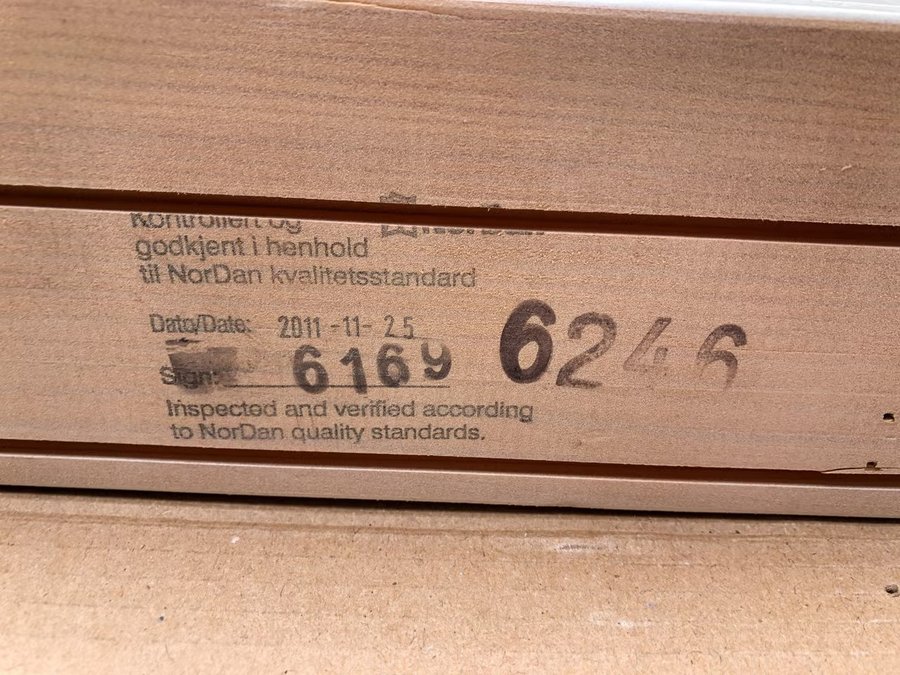 Kontrollert og NorDan
godkjent i henhold
til NorDan kvalitetsstandard
Dato/Date: 2011-11-25
Sign: 6169 6246
Inspected and verified according
to NorDan quality standards.